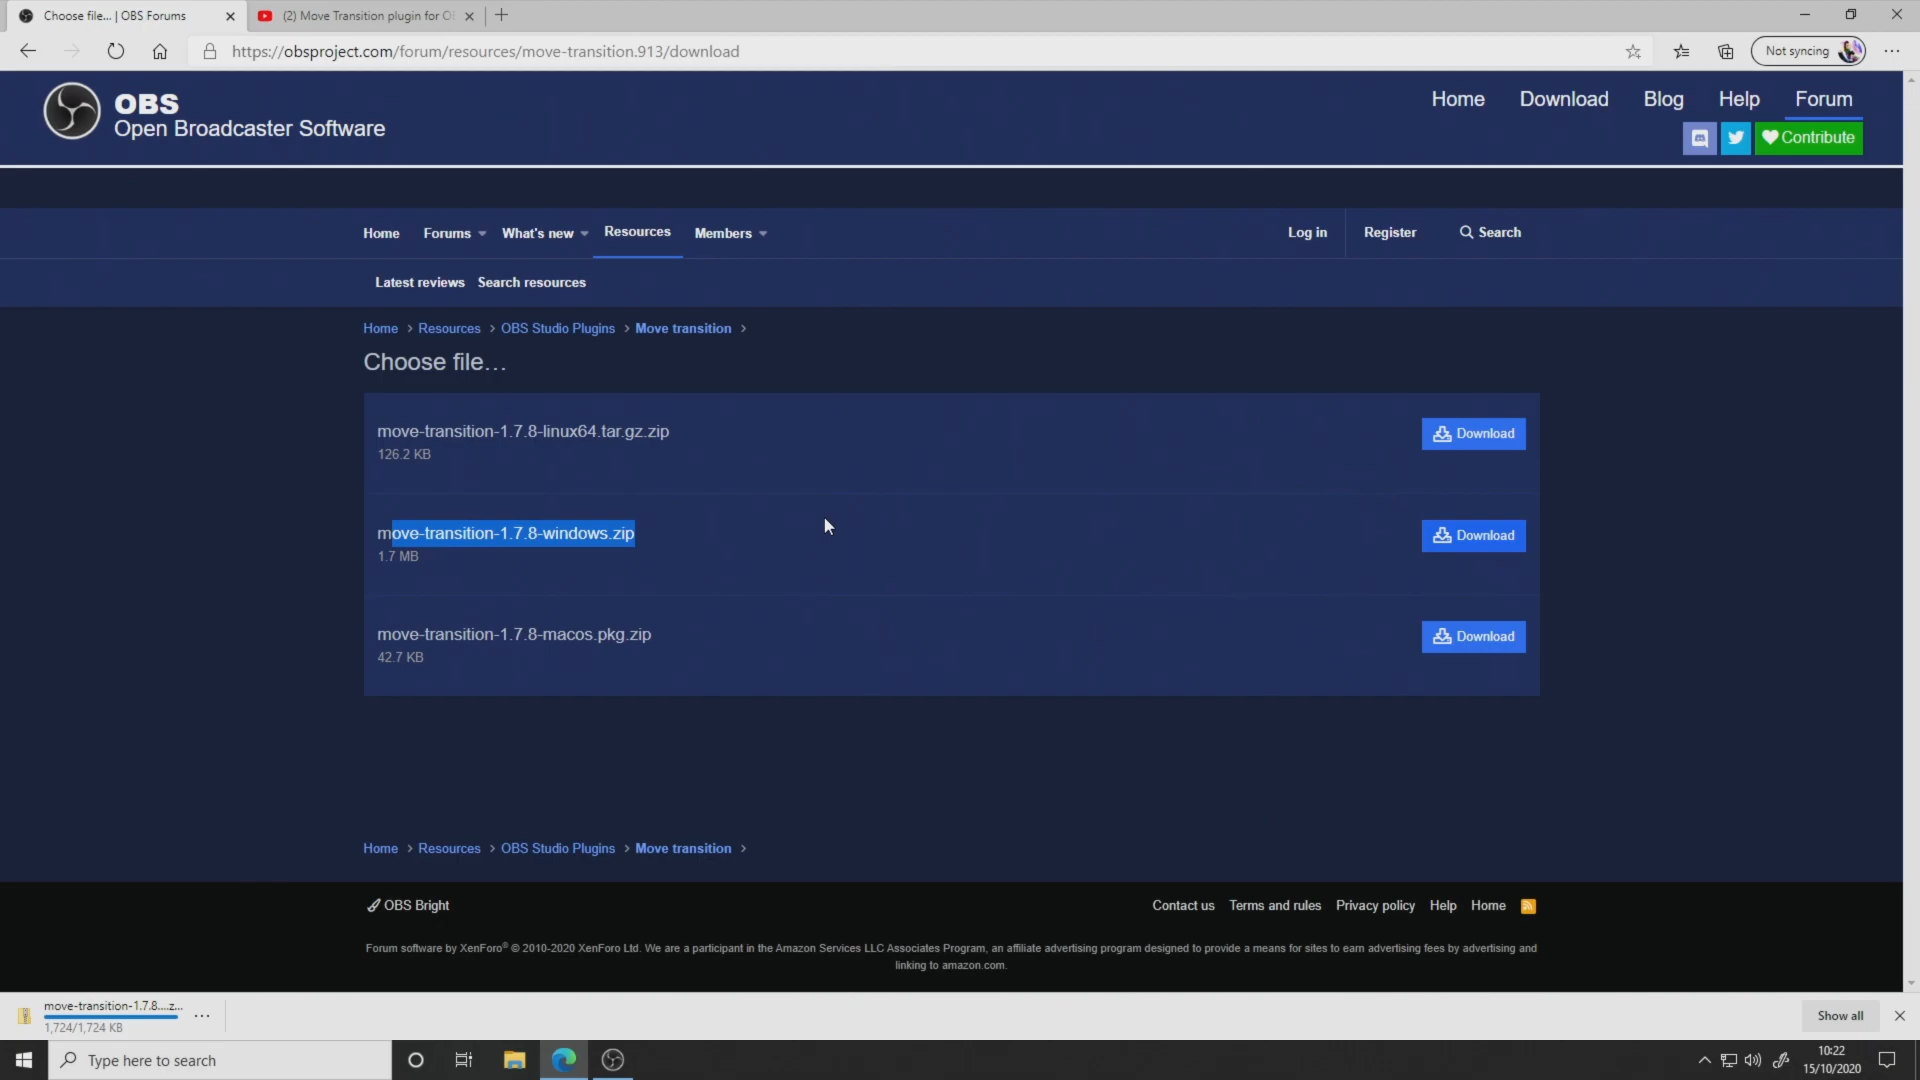 Choose file... | OBS Forums
(2) Move Transition plugin for O
https://obsproject.com/forum/resources/move-transition.913/download
Not syncing
OBS
Open Broadcaster Software
Home Download Blog Help Forum
Contribute
Home Forums What's new Resources Members Log in Register Search
Latest reviews Search resources
Home > Resources > OBS Studio Plugins > Move transition >
Choose file…
move-transition-1.7.8-linux64.tar.gz.zip
Download
126.2 KB
move-transition-1.7.8-windows.zip
Download
1.7 MB
move-transition-1.7.8-macos.pkg.zip
Download
42.7 KB
Home > Resources > OBS Studio Plugins > Move transition >
OBS Bright Contact us Terms and rules Privacy policy Help Home
Forum software by XenForo® © 2010-2020 XenForo Ltd. We are a participant in the Amazon Services LLC Associates Program, an affiliate advertising program designed to provide a means for sites to earn advertising fees by advertising and
linking to amazon.com.
move-transition-1.7.8....z...
1,724/1,724 KB
Show all
Type here to search
10:22
15/10/2020